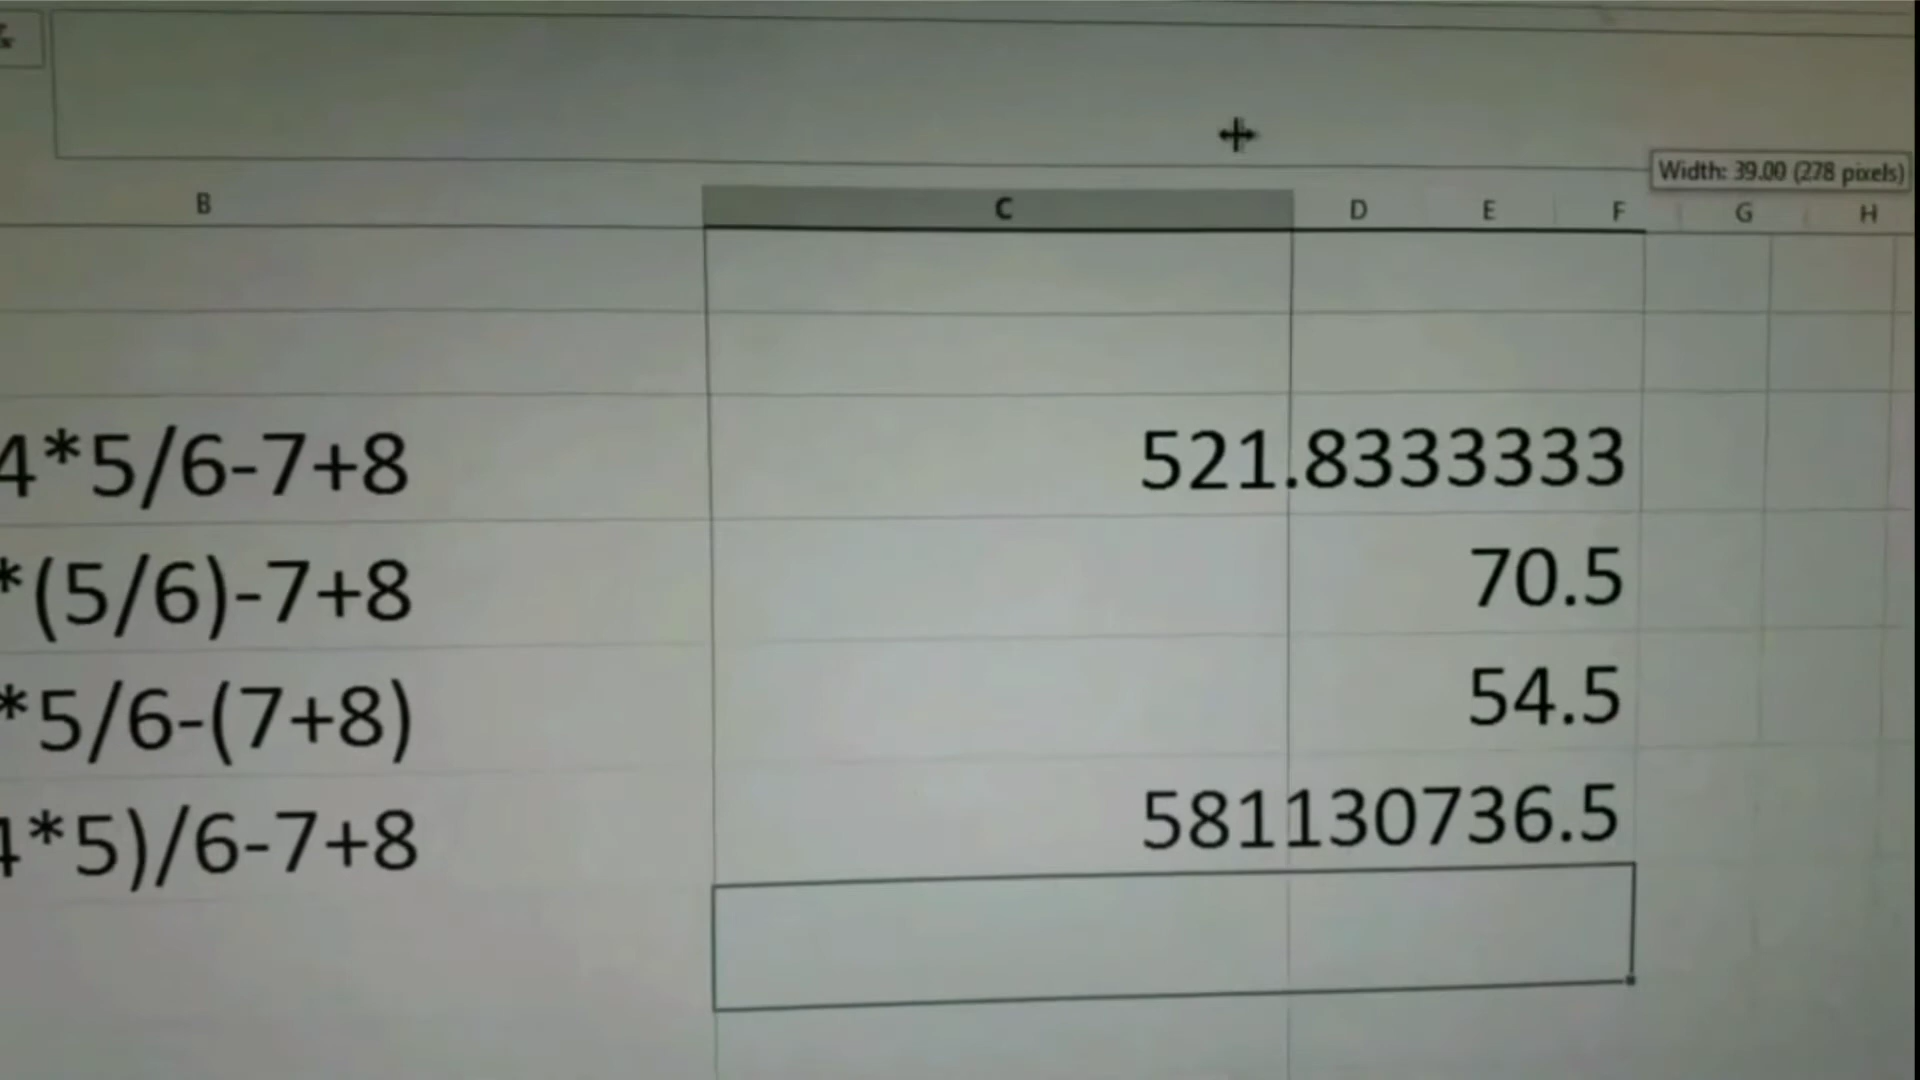 Width: 39.00 (278 pixels)
B C D E F G H
4*5/6-7+8 521.8333333
*(5/6)-7+8 70.5
*5/6-(7+8) 54.5
4*5)/6-7+8 581130736.5